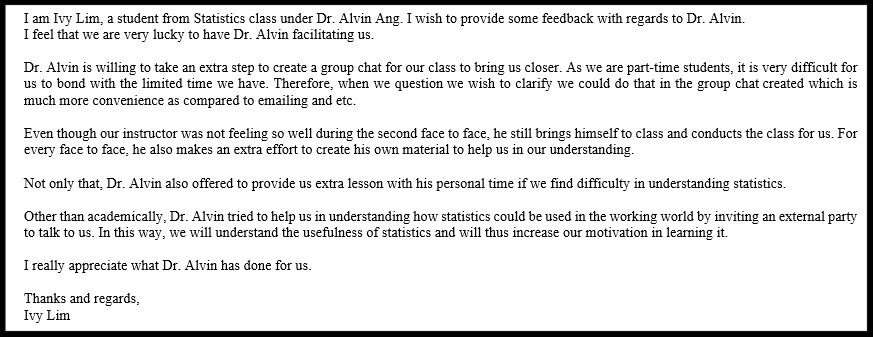 I am Ivy Lim, a student from Statistics class under Dr. Alvin Ang. I wish to provide some feedback with regards to Dr. Alvin.
I feel that we are very lucky to have Dr. Alvin facilitating us.
Dr. Alvin is willing to take an extra step to create a group chat for our class to bring us closer. As we are part-time students, it is very difficult for
us to bond with the limited time we have. Therefore, when we question we wish to clarify we could do that in the group chat created which is
much more convenience as compared to emailing and etc.
Even though our instructor was not feeling so well during the second face to face, he still brings himself to class and conducts the class for us. For
every face to face, he also makes an extra effort to create his own material to help us in our understanding.
Not only that, Dr. Alvin also offered to provide us extra lesson with his personal time if we find difficulty in understanding statistics.
Other than academically, Dr. Alvin tried to help us in understanding how statistics could be used in the working world by inviting an external party
to talk to us. In this way, we will understand the usefulness of statistics and will thus increase our motivation in learning it.
I really appreciate what Dr. Alvin has done for us.
Thanks and regards,
Ivy Lim